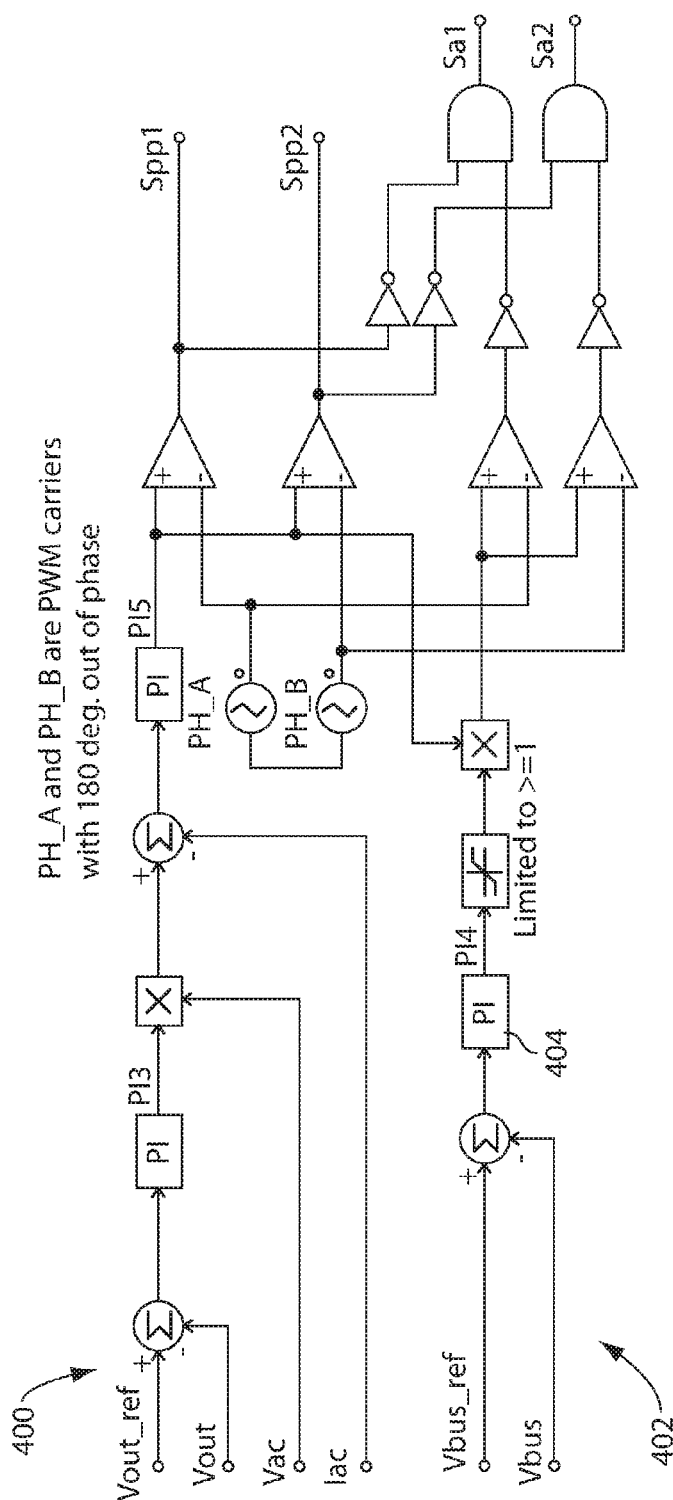 400
Vout_ref
Vout
Vac
Iac
+
-
Σ
PI
PI3
X
+
-
Σ
PI
PI5
PH_A and PH_B are PWM carriers
with 180 deg. out of phase
PH_A
PH_B
+
-
+
-
Spp1
Spp2
402
Vbus_ref
Vbus
+
-
Σ
PI
404
PI4
Limited to >=1
X
+
-
+
-
Sa1
Sa2